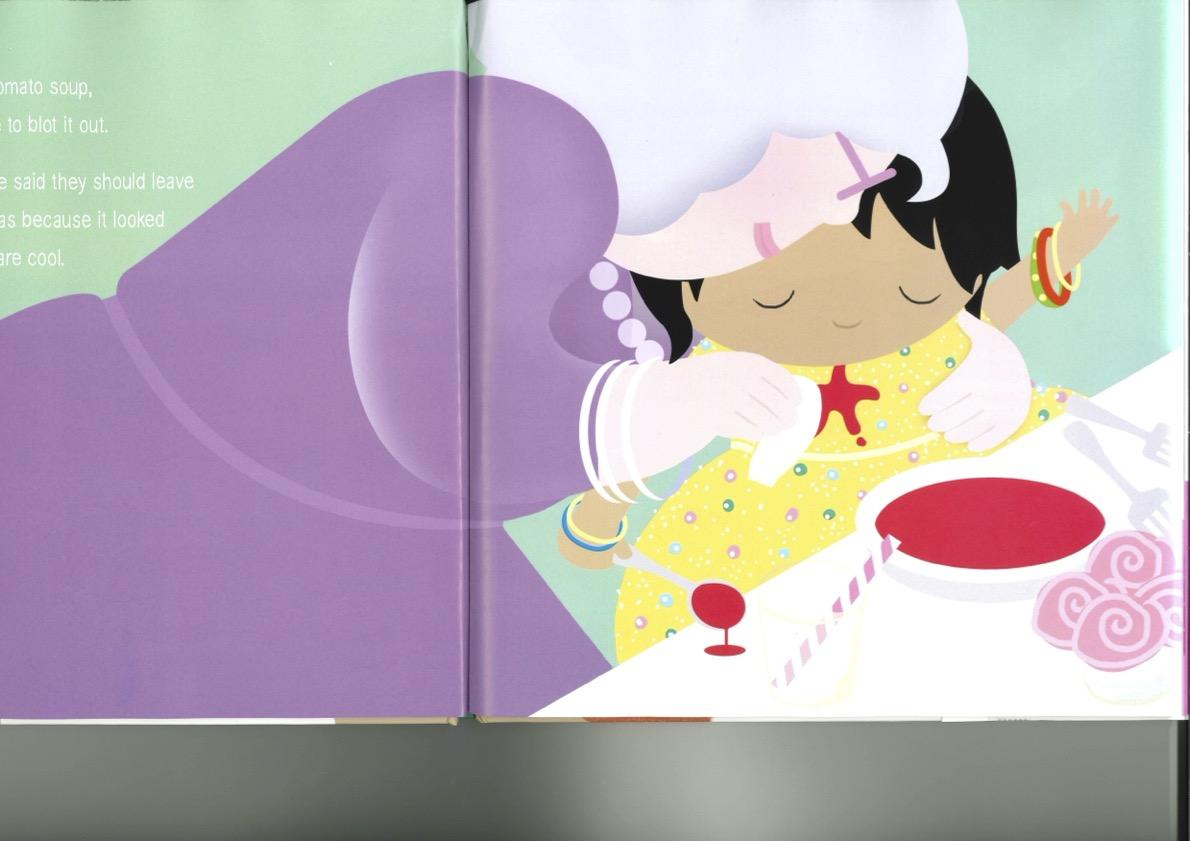 omato soup,
e to blot it out.
e said they should leave
as because it looked
are cool.